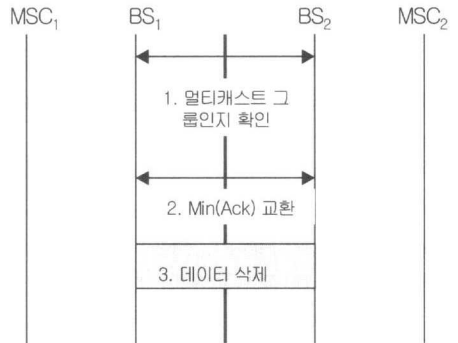 MSC₁ BS₁ BS₂ MSC₂
1. 멀티캐스트 그
룹인지 확인
2. Min(Ack) 교환
3. 데이터 삭제